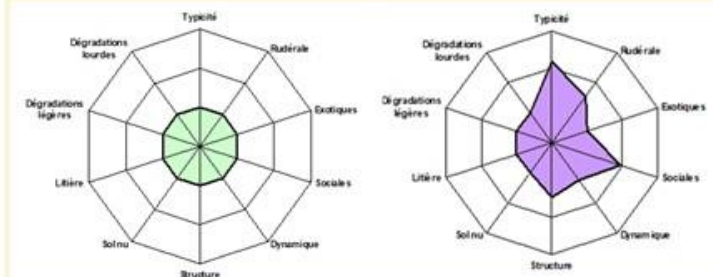 Typicité
Rudérale
Exotiques
Sociales
Dynamique
Structure
Sol nu
Litière
Dégradations
légères
Dégradations
lourdes
Typicité
Rudérale
Exotiques
Sociales
Dynamique
Structure
Sol nu
Litière
Dégradations
légères
Dégradations
lourdes